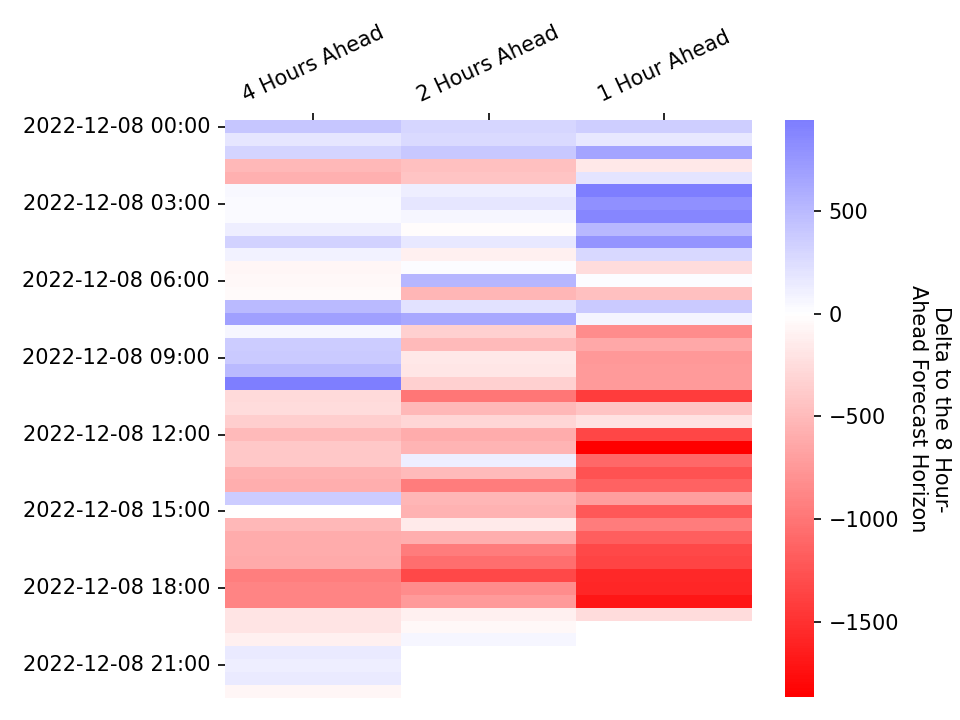 4 Hours Ahead
2 Hours Ahead
1 Hour Ahead
2022-12-08 00:00
2022-12-08 03:00
2022-12-08 06:00
2022-12-08 09:00
2022-12-08 12:00
2022-12-08 15:00
2022-12-08 18:00
2022-12-08 21:00
500
0
−500
−1000
−1500
Delta to the 8 Hour-
Ahead Forecast Horizon